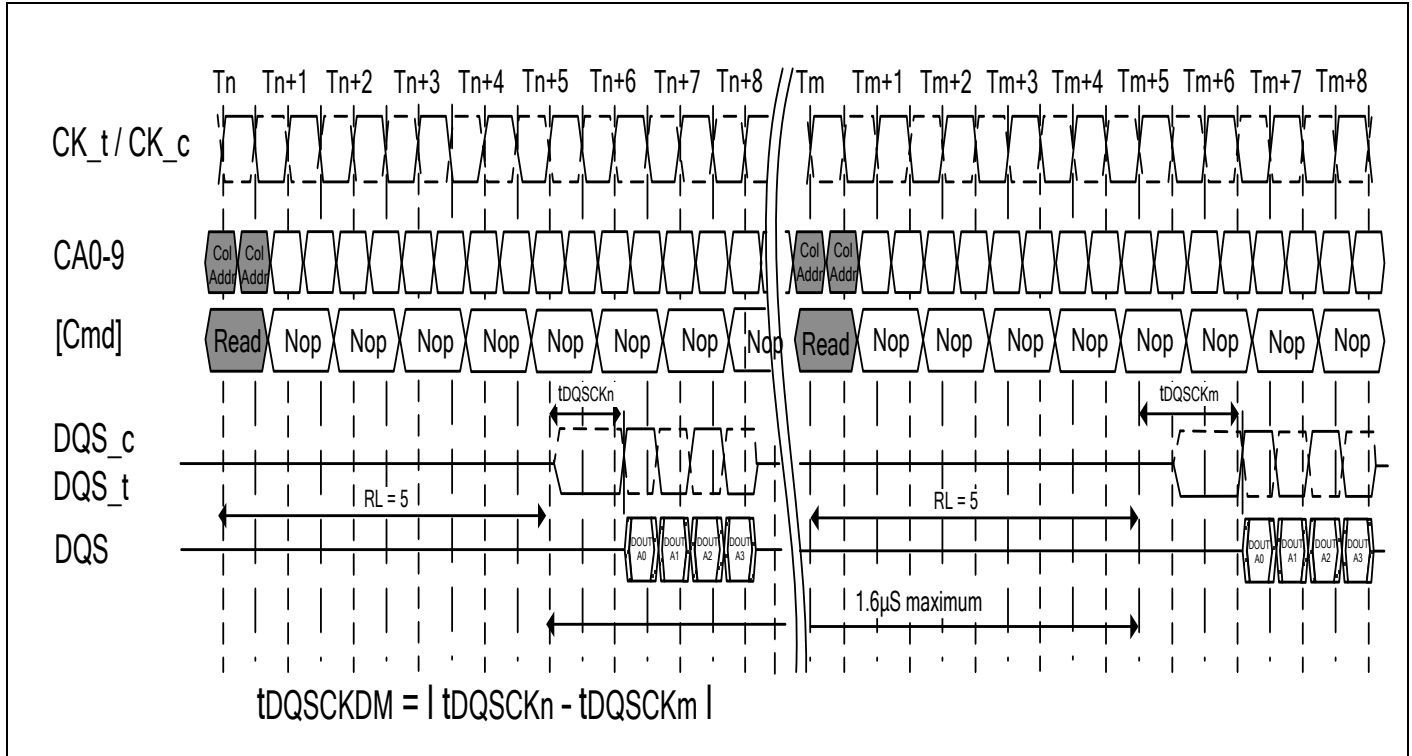 Tn Tn+1 Tn+2 Tn+3 Tn+4 Tn+5 Tn+6 Tn+7 Tn+8 Tm Tm+1 Tm+2 Tm+3 Tm+4 Tm+5 Tm+6 Tm+7 Tm+8
CK_t / CK_c
CA0-9
Col Addr Col Addr Col Addr Col Addr
[Cmd] Read Nop Nop Nop Nop Nop Nop Nop Nop Read Nop Nop Nop Nop Nop Nop Nop Nop
tDQSCKn tDQSCKm
DQS_c
DQS_t
RL = 5 RL = 5
DQS
DOUT A0 DOUT A1 DOUT A2 DOUT A3 DOUT A0 DOUT A1 DOUT A2 DOUT A3
1.6µS maximum
tDQSCKDM = | tDQSCKn - tDQSCKm |